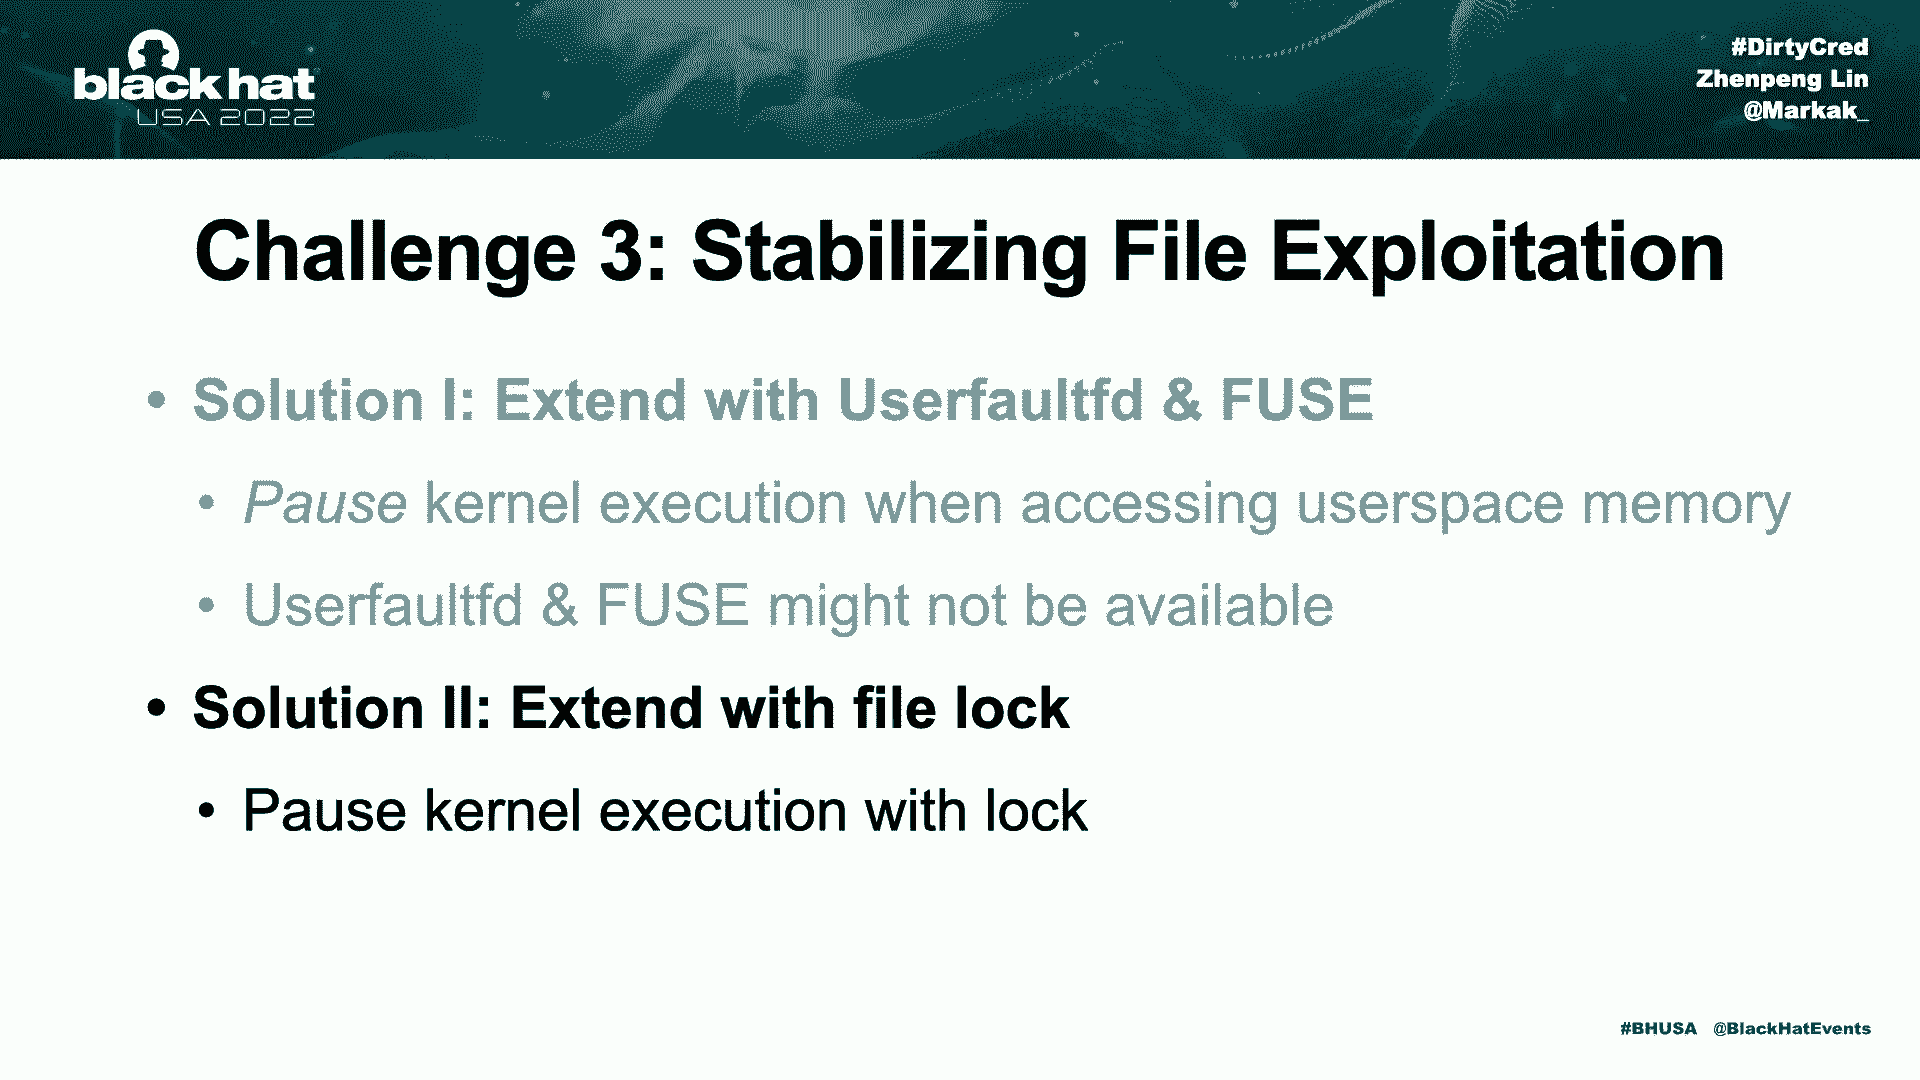 black hat
USA 2022
#DirtyCred
Zhenpeng Lin
@Markak_
Challenge 3: Stabilizing File Exploitation
• Solution I: Extend with Userfaultfd & FUSE
• Pause kernel execution when accessing userspace memory
• Userfaultfd & FUSE might not be available
• Solution II: Extend with file lock
• Pause kernel execution with lock
#BHUSA @BlackHatEvents